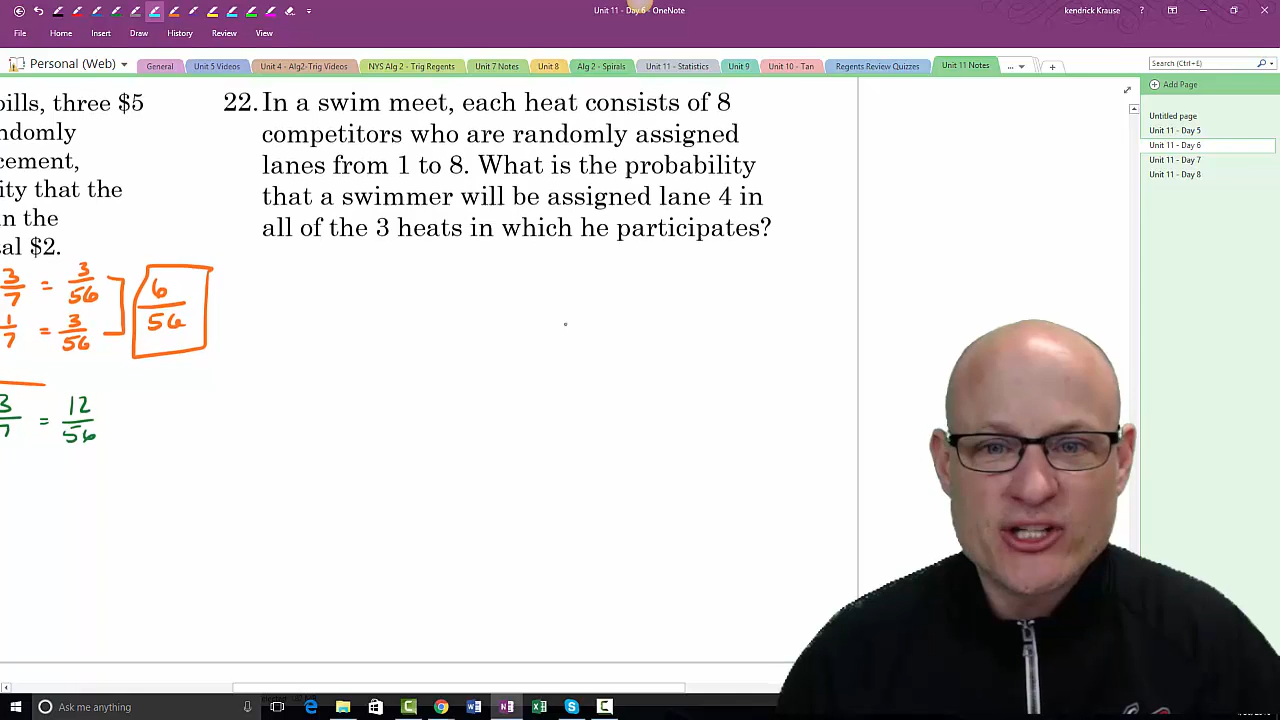 Unit 11 - Day 6 - OneNote
kendrick Krause
?
File
Home
Insert
Draw
History
Review
View
Personal (Web)
General
Unit 5 Videos
Unit 4 - Alg2-Trig Videos
NYS Alg 2 - Trig Regents
Unit 7 Notes
Unit 8
Alg 2 - Spirals
Unit 11 - Statistics
Unit 9
Unit 10 - Tan
Regents Review Quizzes
Unit 11 Notes
...
+
Search (Ctrl+E)
Add Page
Untitled page
Unit 11 - Day 5
Unit 11 - Day 6
Unit 11 - Day 7
Unit 11 - Day 8
bills, three $5
ndomly
cement,
ity that the
n the
tal $2.
3/7 = 3/56
1/7 = 3/56
6/56
3/7 = 12/56
22. In a swim meet, each heat consists of 8
competitors who are randomly assigned
lanes from 1 to 8. What is the probability
that a swimmer will be assigned lane 4 in
all of the 3 heats in which he participates?
Ask me anything